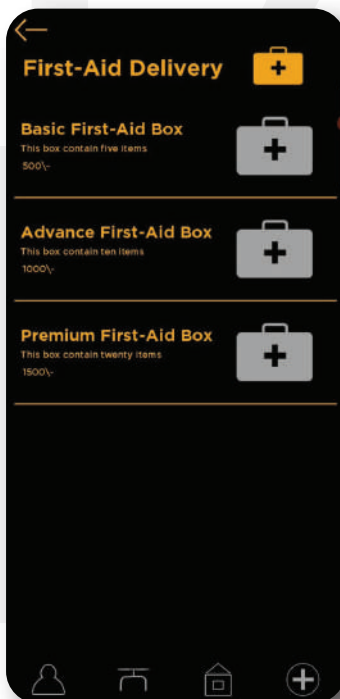 First-Aid Delivery
Basic First-Aid Box
This box contain five items
500\-
Advance First-Aid Box
This box contain ten items
1000\-
Premium First-Aid Box
This box contain twenty items
1500\-